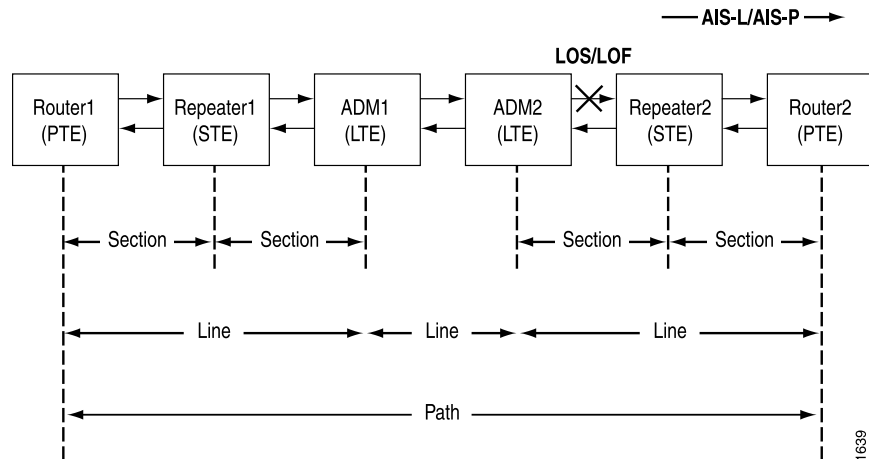 AIS-L/AIS-P
LOS/LOF
Router1
(PTE)
Repeater1
(STE)
ADM1
(LTE)
ADM2
(LTE)
Repeater2
(STE)
Router2
(PTE)
Section
Section
Section
Section
Line
Line
Line
Path
1639